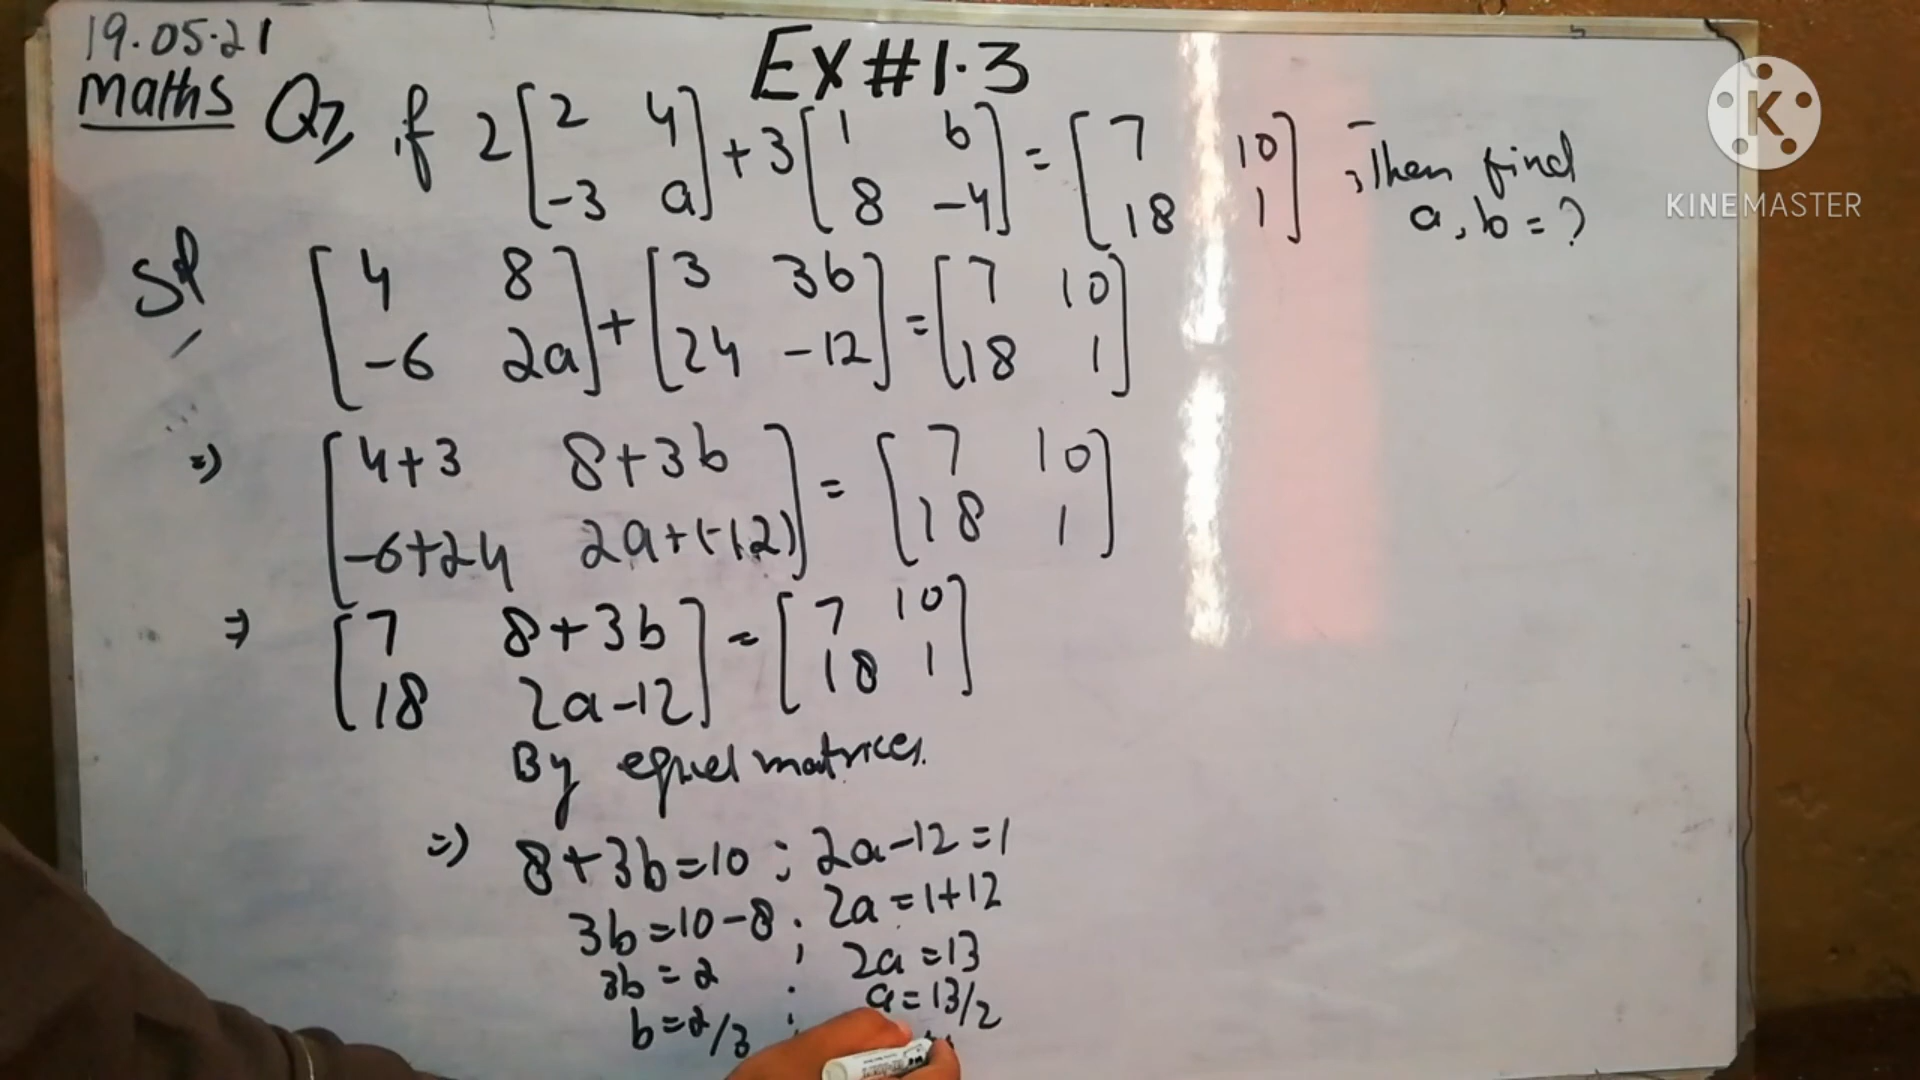 19.05.21
Ex#1.3
Maths Q7, if 2[2 4; -3 a] + 3[1 b; 8 -4] = [7 10; 18 1], Then find
a, b = ?
K
KINEMASTER
Sol [4 8; -6 2a] + [3 3b; 24 -12] = [7 10; 18 1]
=> [4+3 8+3b; -6+24 2a+(-12)] = [7 10; 18 1]
=> [7 8+3b; 18 2a-12] = [7 10; 18 1]
By equal matrices.
=> 8+3b=10 ; 2a-12=1
3b=10-8 ; 2a=1+12
3b=2 ; 2a=13
b=2/3 ; a=13/2